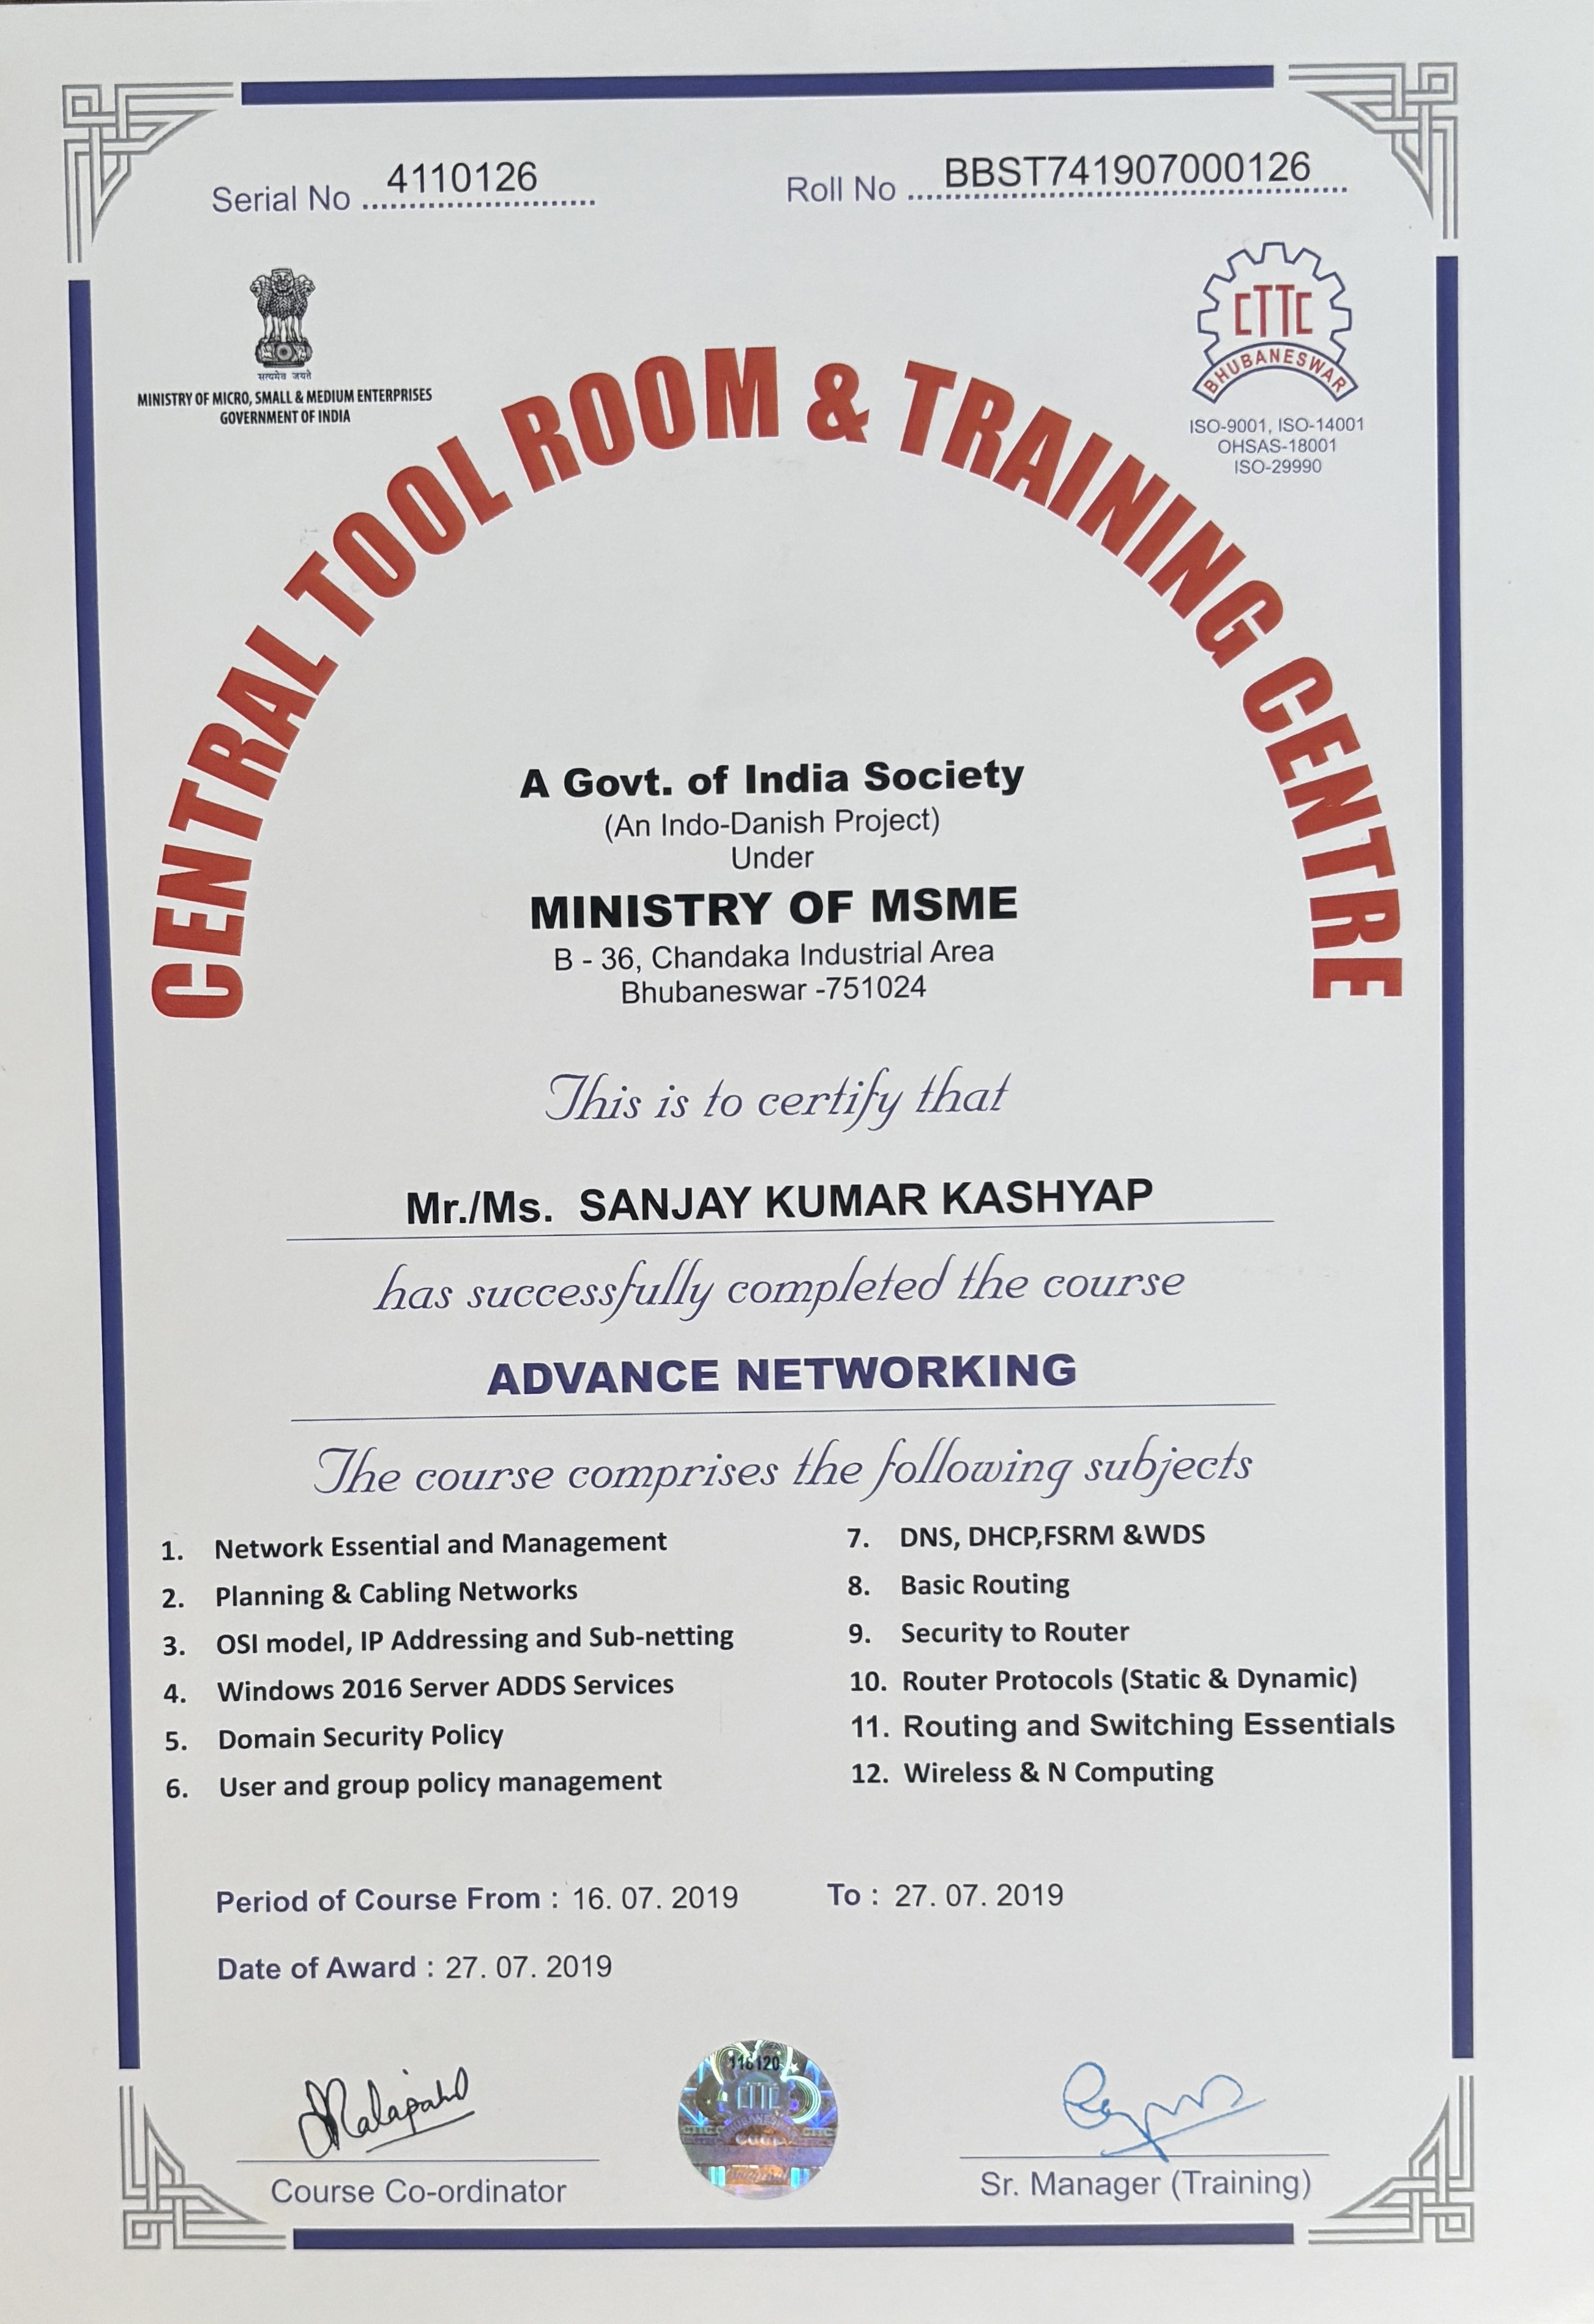 Serial No 4110126
Roll No BBST741907000126
सत्यमेव जयते
MINISTRY OF MICRO, SMALL & MEDIUM ENTERPRISES
GOVERNMENT OF INDIA
CTTC
BHUBANESWAR
ISO-9001, ISO-14001
OHSAS-18001
ISO-29990
CENTRAL TOOL ROOM & TRAINING CENTRE
A Govt. of India Society
(An Indo-Danish Project)
Under
MINISTRY OF MSME
B - 36, Chandaka Industrial Area
Bhubaneswar -751024
This is to certify that
Mr./Ms. SANJAY KUMAR KASHYAP
has successfully completed the course
ADVANCE NETWORKING
The course comprises the following subjects
1. Network Essential and Management
2. Planning & Cabling Networks
3. OSI model, IP Addressing and Sub-netting
4. Windows 2016 Server ADDS Services
5. Domain Security Policy
6. User and group policy management
7. DNS, DHCP,FSRM &WDS
8. Basic Routing
9. Security to Router
10. Router Protocols (Static & Dynamic)
11. Routing and Switching Essentials
12. Wireless & N Computing
Period of Course From : 16. 07. 2019 To : 27. 07. 2019
Date of Award : 27. 07. 2019
116120
CTTC
Course Co-ordinator
Sr. Manager (Training)